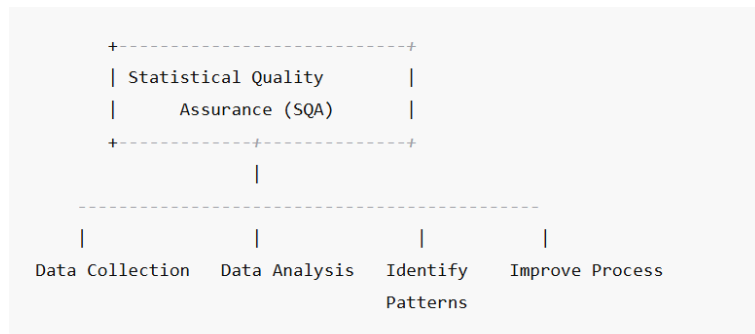 +----------------------------+
| Statistical Quality |
| Assurance (SQA) |
+-------------+--------------+
|
---------------------------------------------
| | | |
Data Collection Data Analysis Identify Improve Process
Patterns